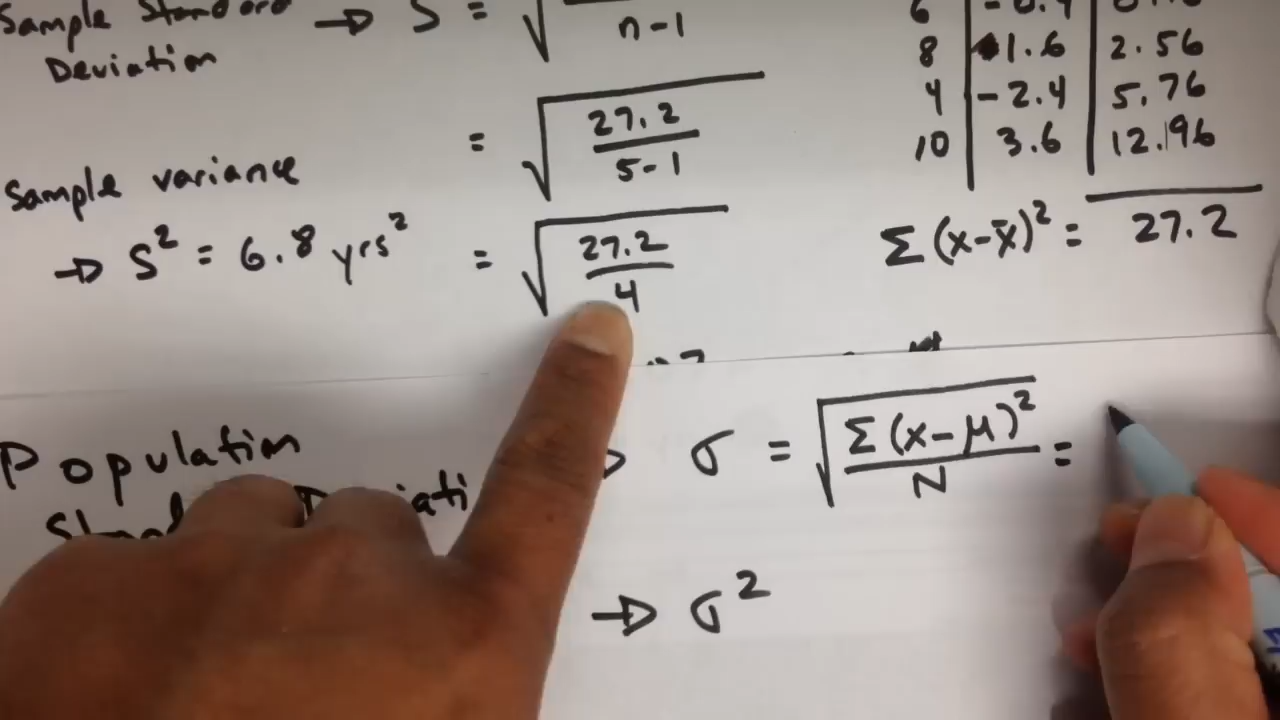 Sample Standard → S = √
Deviation n-1
= √ 27.2 / 5-1
Sample variance
→ S² = 6.8 yrs² = √ 27.2 / 4
6 -0.4
8 1.6 2.56
4 -2.4 5.76
10 3.6 12.96
Σ(x-x̄)² = 27.2
Population → σ = √ Σ(x-μ)² / N =
Standard Deviati
→ σ²